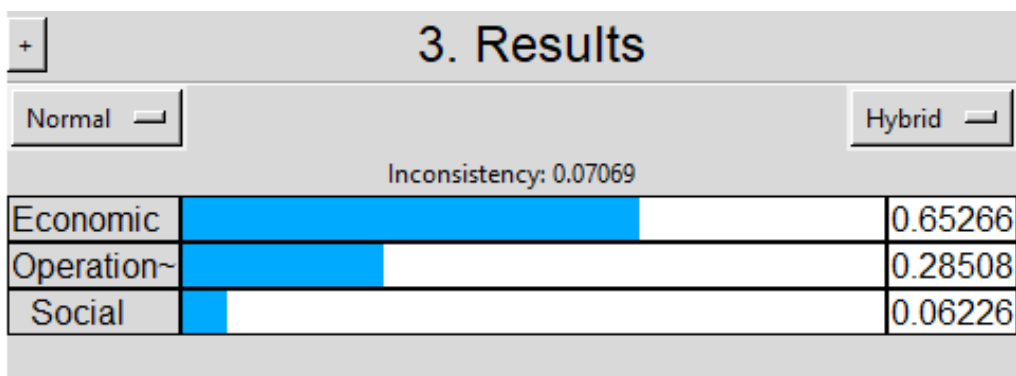 +
3. Results
Normal
Hybrid
Inconsistency: 0.07069
Economic 0.65266
Operation~ 0.28508
Social 0.06226